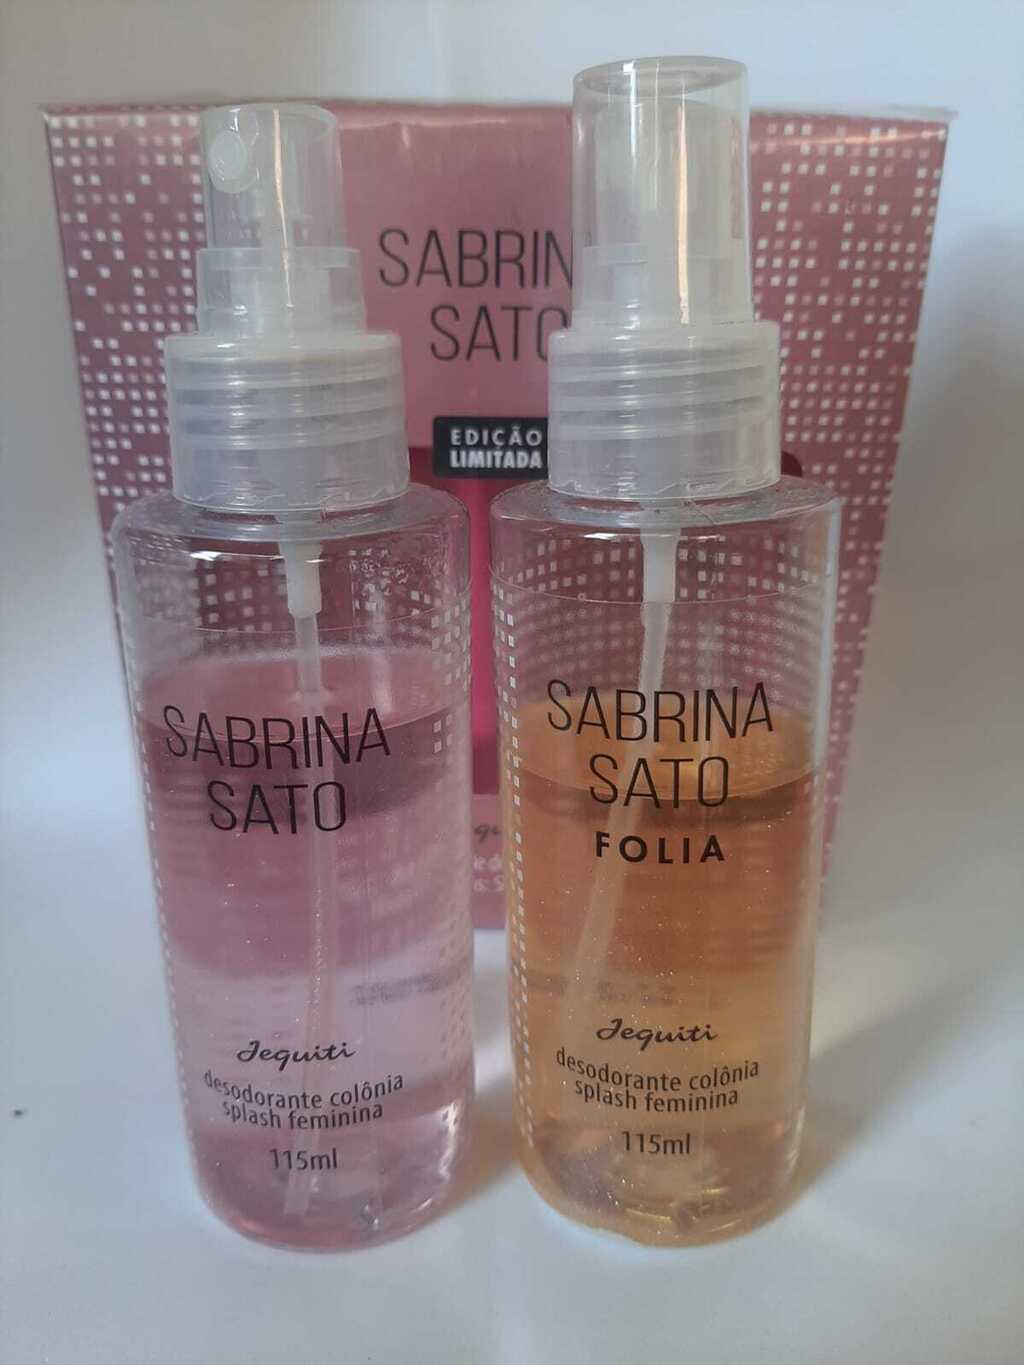 SABRIN
SATO
EDIÇÃO
LIMITADA
SABRINA
SATO
Jequiti
desodorante colônia
splash feminina
115ml
SABRINA
SATO
FOLIA
Jequiti
desodorante colônia
splash feminina
115ml